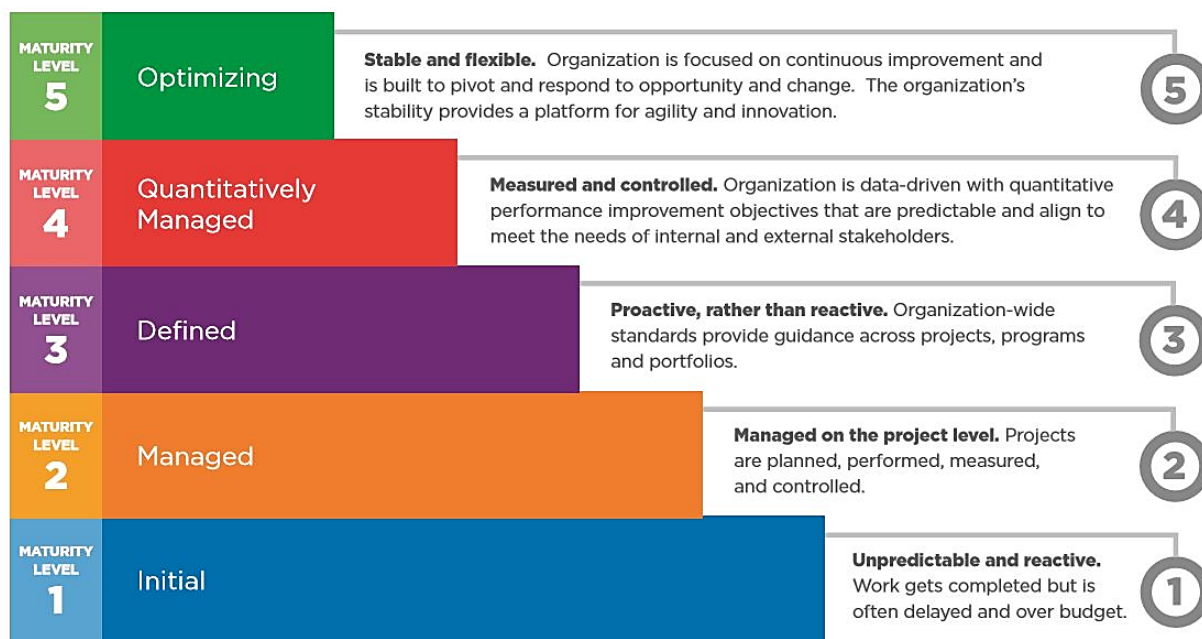 MATURITY
LEVEL
5
Optimizing
Stable and flexible. Organization is focused on continuous improvement and
is built to pivot and respond to opportunity and change. The organization's
stability provides a platform for agility and innovation.
5
MATURITY
LEVEL
4
Quantitatively
Managed
Measured and controlled. Organization is data-driven with quantitative
performance improvement objectives that are predictable and align to
meet the needs of internal and external stakeholders.
4
MATURITY
LEVEL
3
Defined
Proactive, rather than reactive. Organization-wide
standards provide guidance across projects, programs
and portfolios.
3
MATURITY
LEVEL
2
Managed
Managed on the project level. Projects
are planned, performed, measured,
and controlled.
2
MATURITY
LEVEL
1
Initial
Unpredictable and reactive.
Work gets completed but is
often delayed and over budget.
1